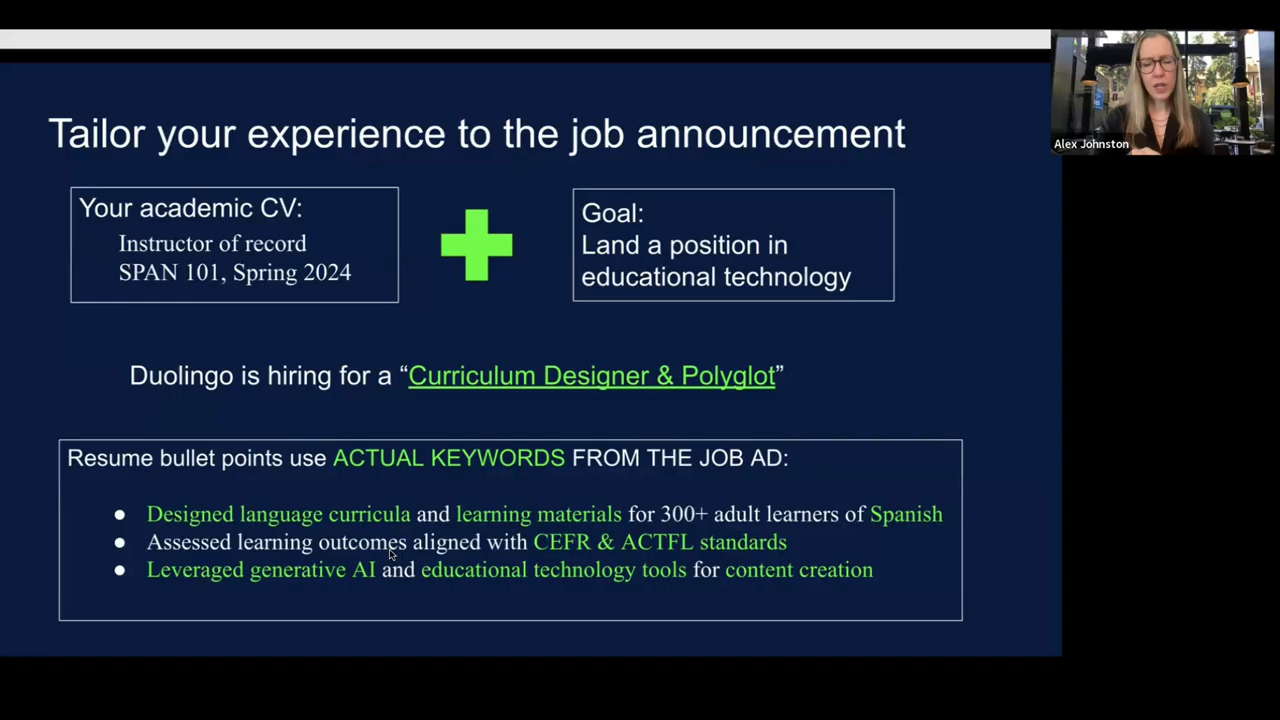 Tailor your experience to the job announcement
Your academic CV:
Instructor of record
SPAN 101, Spring 2024
Goal:
Land a position in
educational technology
Duolingo is hiring for a “Curriculum Designer & Polyglot”
Resume bullet points use ACTUAL KEYWORDS FROM THE JOB AD:
● Designed language curricula and learning materials for 300+ adult learners of Spanish
● Assessed learning outcomes aligned with CEFR & ACTFL standards
● Leveraged generative AI and educational technology tools for content creation
Alex Johnston